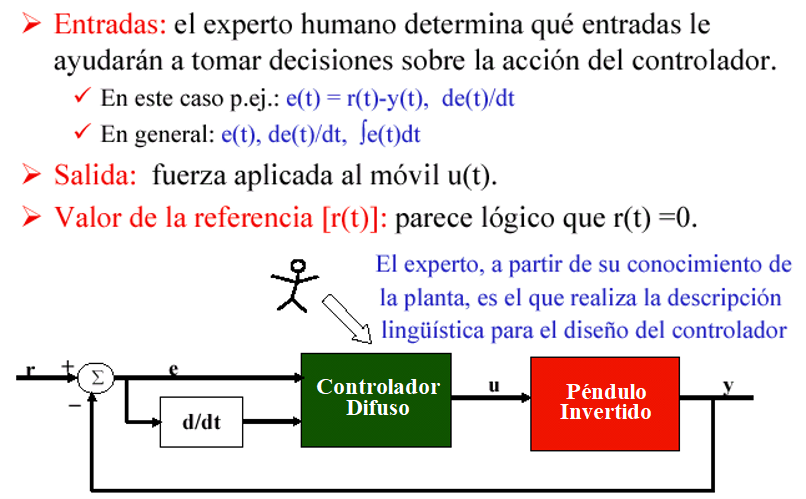 ➢ Entradas: el experto humano determina qué entradas le
ayudarán a tomar decisiones sobre la acción del controlador.
✓ En este caso p.ej.: e(t) = r(t)-y(t), de(t)/dt
✓ En general: e(t), de(t)/dt, ∫e(t)dt
➢ Salida: fuerza aplicada al móvil u(t).
➢ Valor de la referencia [r(t)]: parece lógico que r(t) =0.
El experto, a partir de su conocimiento de
la planta, es el que realiza la descripción
lingüística para el diseño del controlador
r
+
Σ
−
e
d/dt
Controlador
Difuso
u
Péndulo
Invertido
y